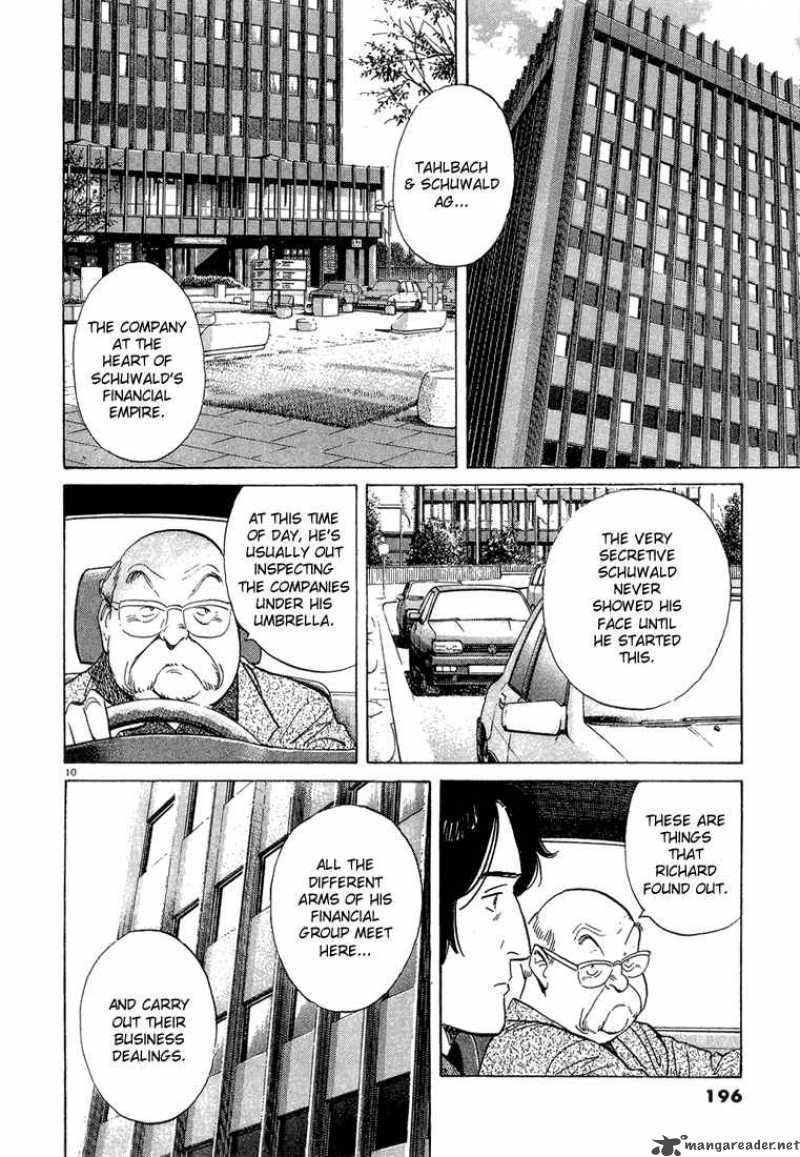 TAHLBACH
& SCHUWALD
AG...
THE COMPANY
AT THE
HEART OF
SCHUWALD'S
FINANCIAL
EMPIRE.
AT THIS TIME
OF DAY, HE'S
USUALLY OUT
INSPECTING
THE COMPANIES
UNDER HIS
UMBRELLA.
THE VERY
SECRETIVE
SCHUWALD
NEVER
SHOWED HIS
FACE UNTIL
HE STARTED
THIS.
10
ALL THE
DIFFERENT
ARMS OF HIS
FINANCIAL
GROUP MEET
HERE...
AND CARRY
OUT THEIR
BUSINESS
DEALINGS.
THESE ARE
THINGS
THAT
RICHARD
FOUND OUT.
196
mangareader.net